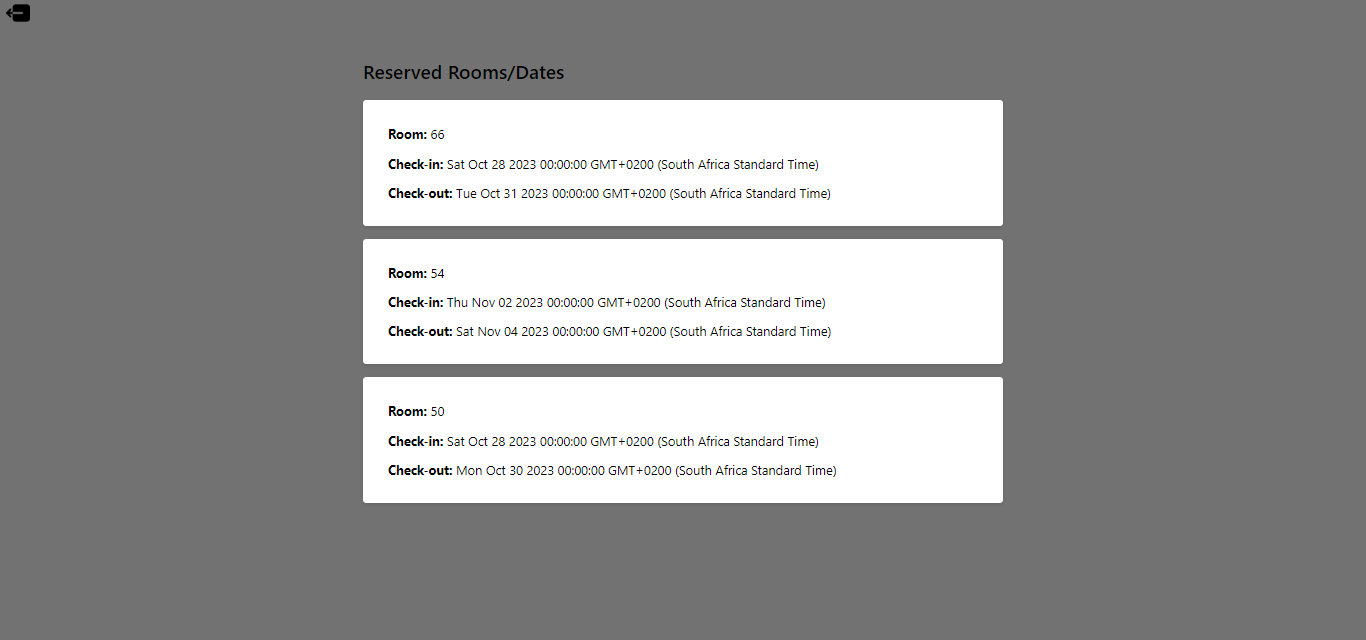 Reserved Rooms/Dates
Room: 66
Check-in: Sat Oct 28 2023 00:00:00 GMT+0200 (South Africa Standard Time)
Check-out: Tue Oct 31 2023 00:00:00 GMT+0200 (South Africa Standard Time)
Room: 54
Check-in: Thu Nov 02 2023 00:00:00 GMT+0200 (South Africa Standard Time)
Check-out: Sat Nov 04 2023 00:00:00 GMT+0200 (South Africa Standard Time)
Room: 50
Check-in: Sat Oct 28 2023 00:00:00 GMT+0200 (South Africa Standard Time)
Check-out: Mon Oct 30 2023 00:00:00 GMT+0200 (South Africa Standard Time)